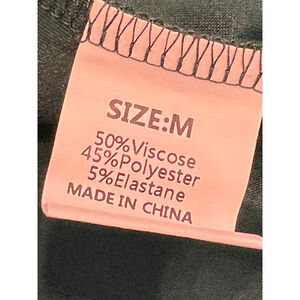 SIZE:M
50%Viscose
45%Polyester
5%Elastane
MADE IN CHINA